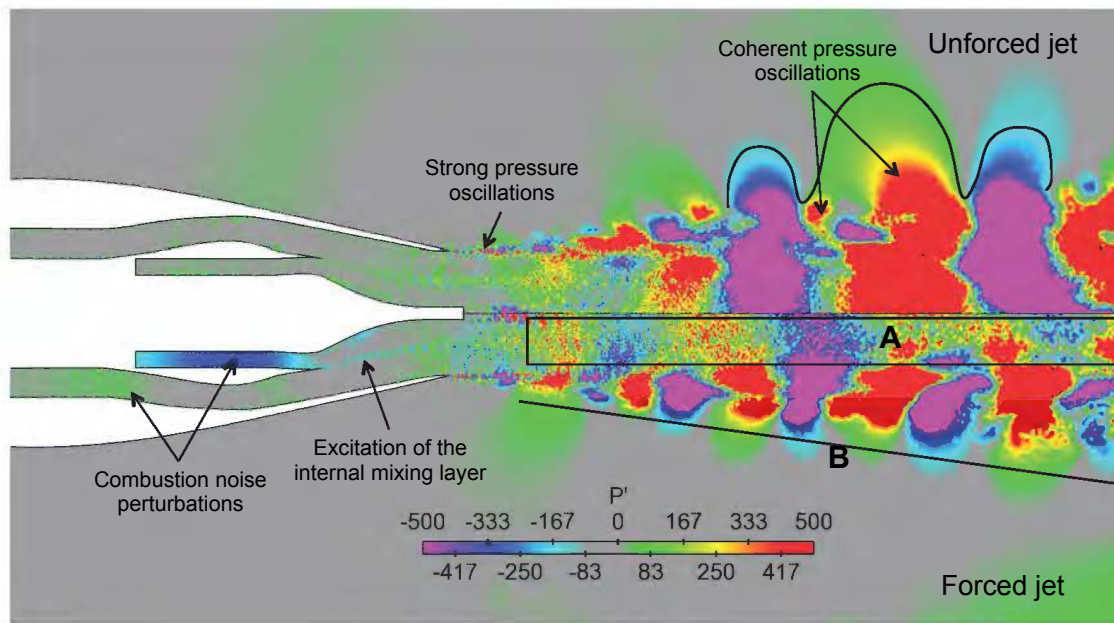 Unforced jet
Coherent pressure
oscillations
Strong pressure
oscillations
A
Excitation of the
internal mixing layer
B
Combustion noise
perturbations
P'
-500 -333 -167 0 167 333 500
-417 -250 -83 83 250 417
Forced jet